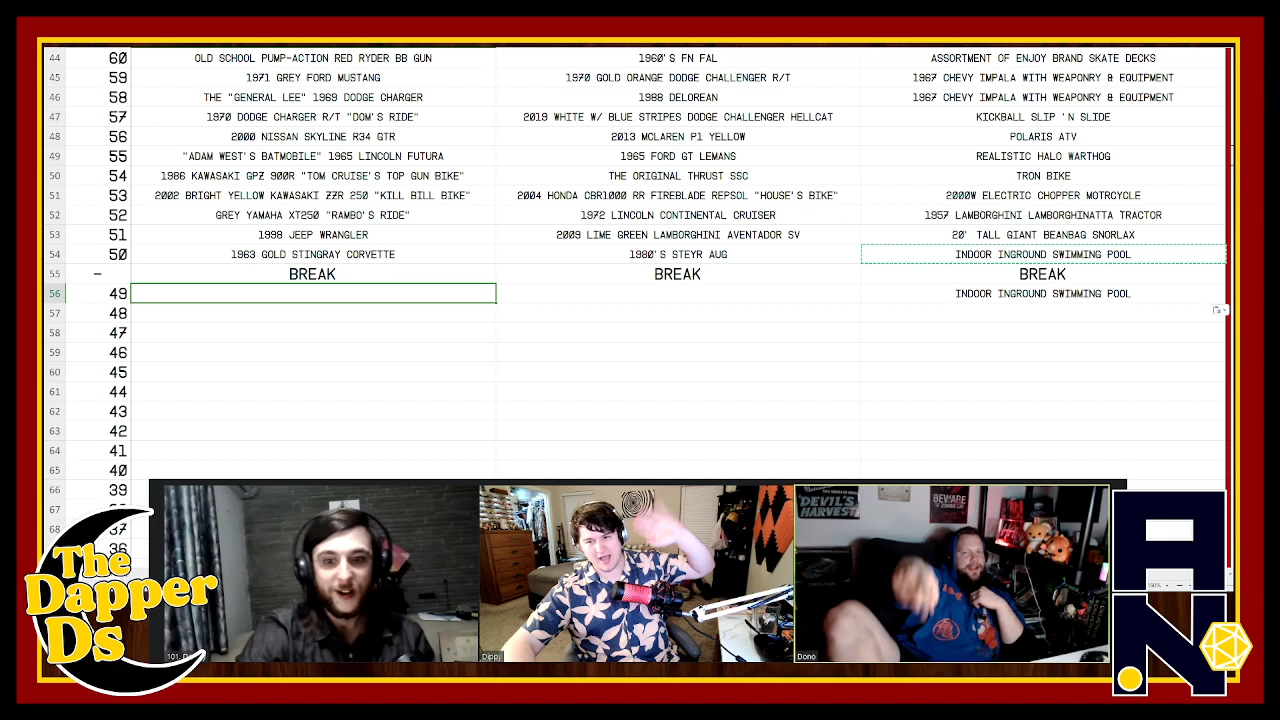 44 60 OLD SCHOOL PUMP-ACTION RED RYDER BB GUN 1960'S FN FAL ASSORTMENT OF ENJOY BRAND SKATE DECKS
45 59 1971 GREY FORD MUSTANG 1970 GOLD ORANGE DODGE CHALLENGER R/T 1967 CHEVY IMPALA WITH WEAPONRY & EQUIPMENT
46 58 THE "GENERAL LEE" 1969 DODGE CHARGER 1988 DELOREAN 1967 CHEVY IMPALA WITH WEAPONRY & EQUIPMENT
47 57 1970 DODGE CHARGER R/T "DOM'S RIDE" 2019 WHITE W/ BLUE STRIPES DODGE CHALLENGER HELLCAT KICKBALL SLIP 'N SLIDE
48 56 2000 NISSAN SKYLINE R34 GTR 2013 MCLAREN P1 YELLOW POLARIS ATV
49 55 "ADAM WEST'S BATMOBILE" 1965 LINCOLN FUTURA 1965 FORD GT LEMANS REALISTIC HALO WARTHOG
50 54 1986 KAWASAKI GPZ 900R "TOM CRUISE'S TOP GUN BIKE" THE ORIGINAL THRUST SSC TRON BIKE
51 53 2002 BRIGHT YELLOW KAWASAKI ZZR 250 "KILL BILL BIKE" 2004 HONDA CBR1000 RR FIREBLADE REPSOL "HOUSE'S BIKE" 2000W ELECTRIC CHOPPER MOTRCYCLE
52 52 GREY YAMAHA XT250 "RAMBO'S RIDE" 1972 LINCOLN CONTINENTAL CRUISER 1957 LAMBORGHINI LAMBORGHINATTA TRACTOR
53 51 1998 JEEP WRANGLER 2009 LIME GREEN LAMBORGHINI AVENTADOR SV 20' TALL GIANT BEANBAG SNORLAX
54 50 1963 GOLD STINGRAY CORVETTE 1980'S STEYR AUG INDOOR INGROUND SWIMMING POOL
55 - BREAK BREAK BREAK
56 49 INDOOR INGROUND SWIMMING POOL
57 48
58 47
59 46
60 45
61 44
62 43
63 42
64 41
65 40
66 39
67
68 37
36
DEVIL'S HARVEST
BEWARE
Dippy
Dono
The
Dapper
Ds
160%
N